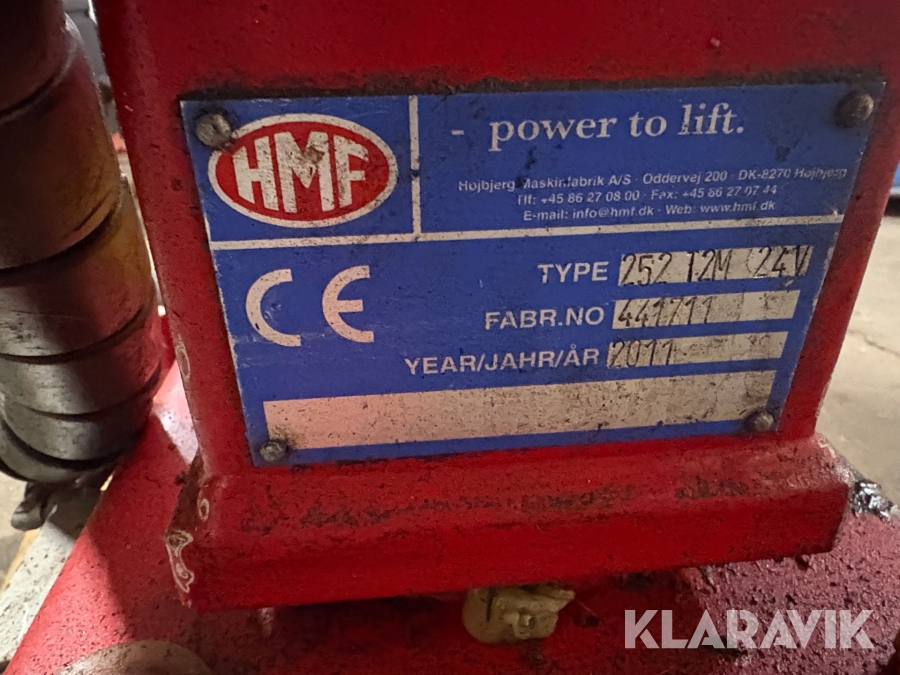 HMF
- power to lift.
Højbjerg Maskinfabrik A/S · Oddervej 200 · DK-8270 Højbjerg
Tlf: +45 86 27 08 00 · Fax: +45 86 27 07 44
E-mail: info@hmf.dk · Web: www.hmf.dk
CE
TYPE 252 T2M (24V
FABR.NO 441711
YEAR/JAHR/ÅR 2011
KLARAVIK